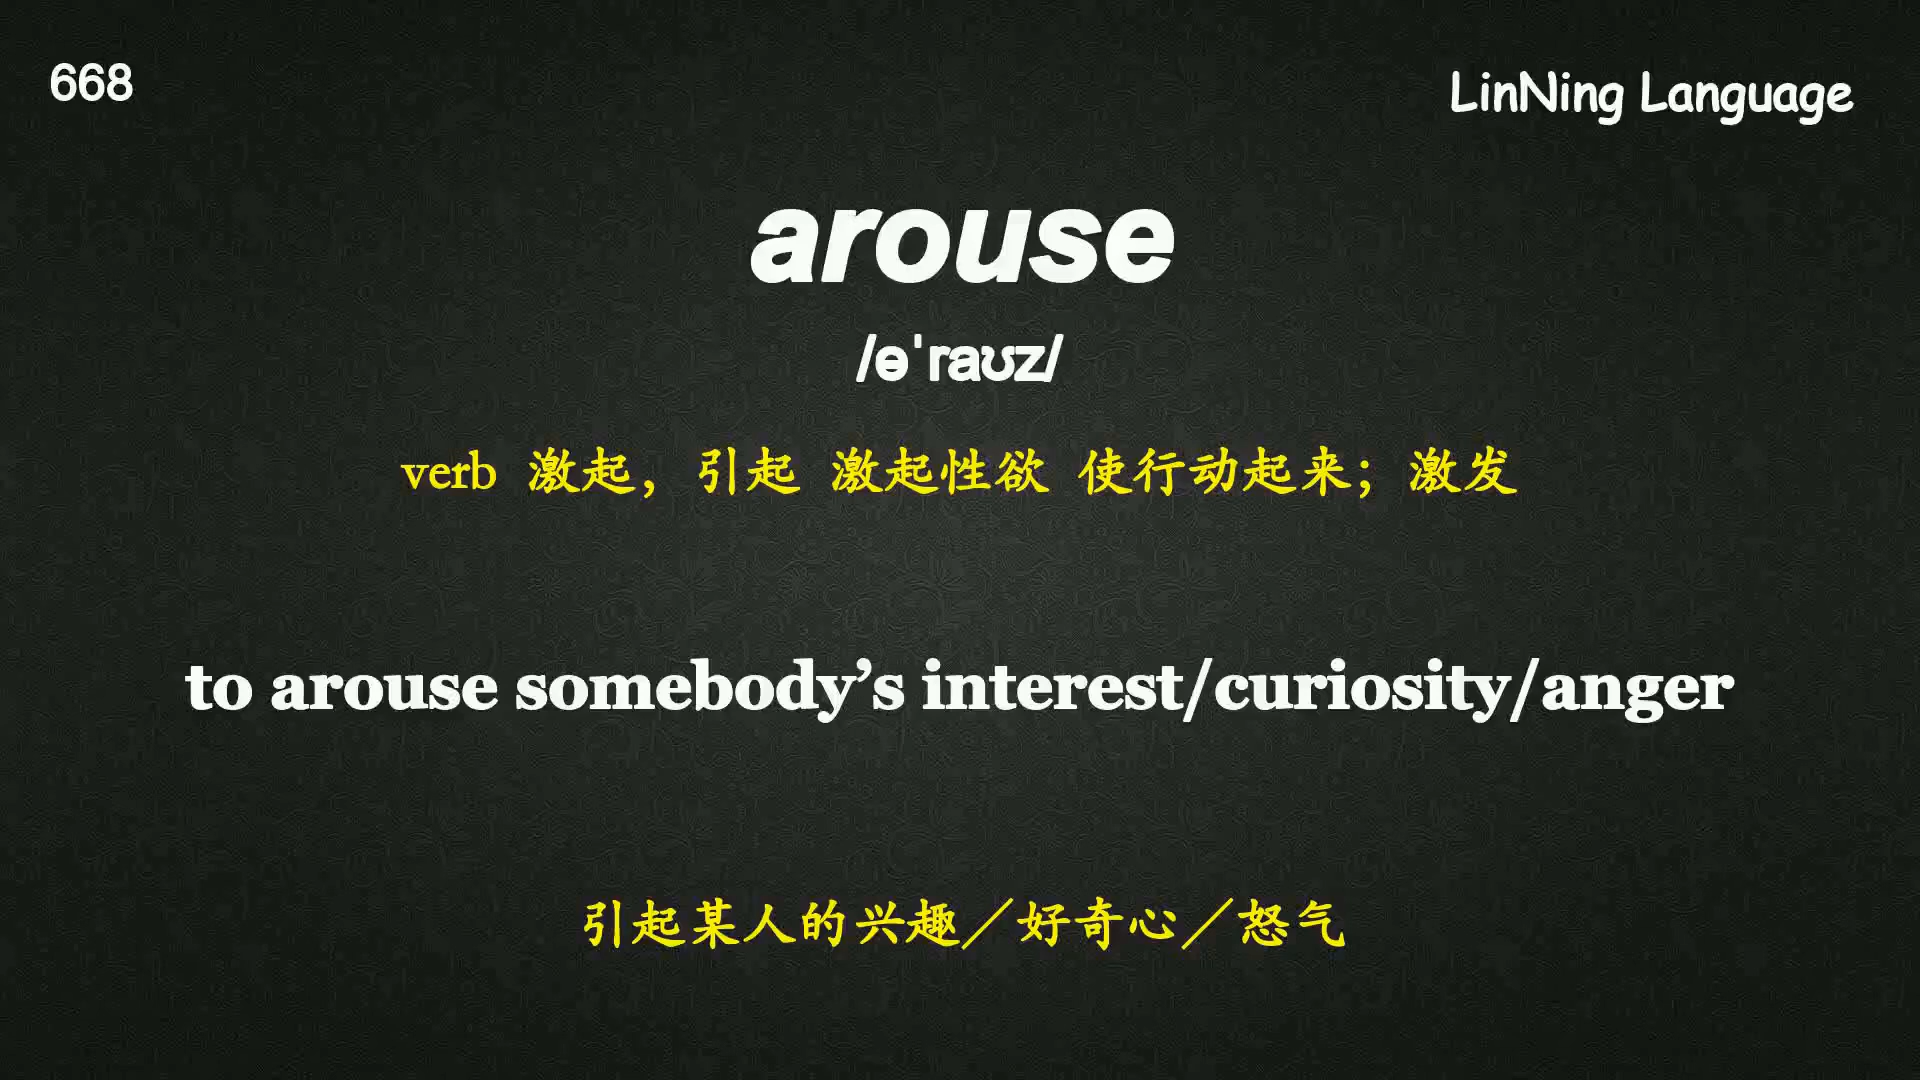 668
LinNing Language
arouse
/əˈraʊz/
verb 激起，引起 激起性欲 使行动起来；激发
to arouse somebody’s interest/curiosity/anger
引起某人的兴趣／好奇心／怒气